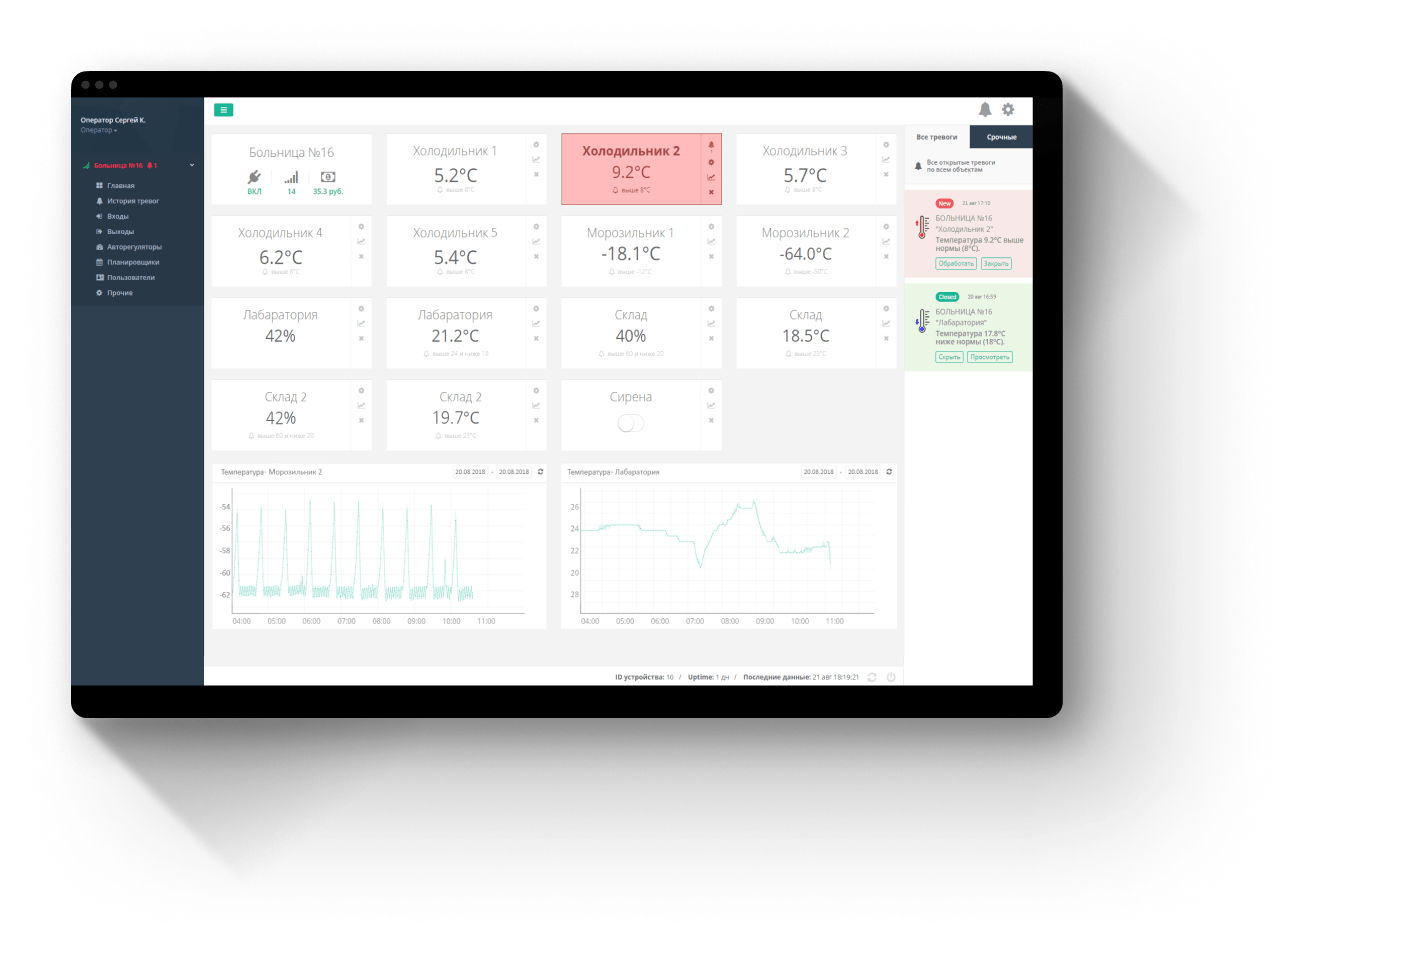 Оператор Сергей К.
Оператор
Больница №16 1
Главная
История тревог
Входы
Выходы
Авторегуляторы
Планировщики
Пользователи
Прочие
Больница №16
ВКЛ 14 35.3 руб.
Холодильник 1
5.2°C
выше 8°C
Холодильник 2
9.2°C
выше 8°C
Холодильник 3
5.7°C
выше 8°C
Холодильник 4
6.2°C
выше 8°C
Холодильник 5
5.4°C
выше 8°C
Морозильник 1
-18.1°C
выше -12°C
Морозильник 2
-64.0°C
выше -50°C
Лабаратория
42%
Лабаратория
21.2°C
выше 24 и ниже 18
Склад
40%
выше 60 и ниже 20
Склад
18.5°C
выше 23°C
Склад 2
42%
выше 60 и ниже 20
Склад 2
19.7°C
выше 23°C
Сирена
Температура- Морозильник 2 20.08.2018 - 20.08.2018
-54
-56
-58
-60
-62
04:00 05:00 06:00 07:00 08:00 09:00 10:00 11:00
Температура- Лабаратория 20.08.2018 - 20.08.2018
26
24
22
20
28
04:00 05:00 06:00 07:00 08:00 09:00 10:00 11:00
ID устройства: 10 / Uptime: 1 дн / Последние данные: 21 авг 18:19:21
Все тревоги Срочные
Все открытые тревоги
по всем объектам
New 21 авг 17:15
БОЛЬНИЦА №16
"Холодильник 2"
Температура 9.2°C выше
нормы (8°C).
Обработать Закрыть
Closed 20 авг 16:59
БОЛЬНИЦА №16
"Лабаратория"
Температура 17.8°C
ниже нормы (18°C).
Скрыть Просмотреть